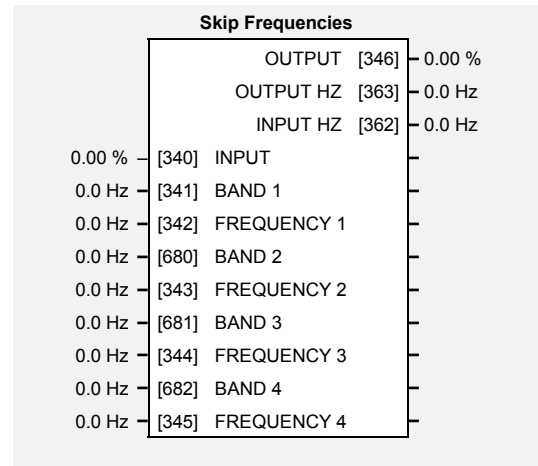 Skip Frequencies
OUTPUT [346] 0.00 %
OUTPUT HZ [363] 0.0 Hz
INPUT HZ [362] 0.0 Hz
0.00 % [340] INPUT
0.0 Hz [341] BAND 1
0.0 Hz [342] FREQUENCY 1
0.0 Hz [680] BAND 2
0.0 Hz [343] FREQUENCY 2
0.0 Hz [681] BAND 3
0.0 Hz [344] FREQUENCY 3
0.0 Hz [682] BAND 4
0.0 Hz [345] FREQUENCY 4